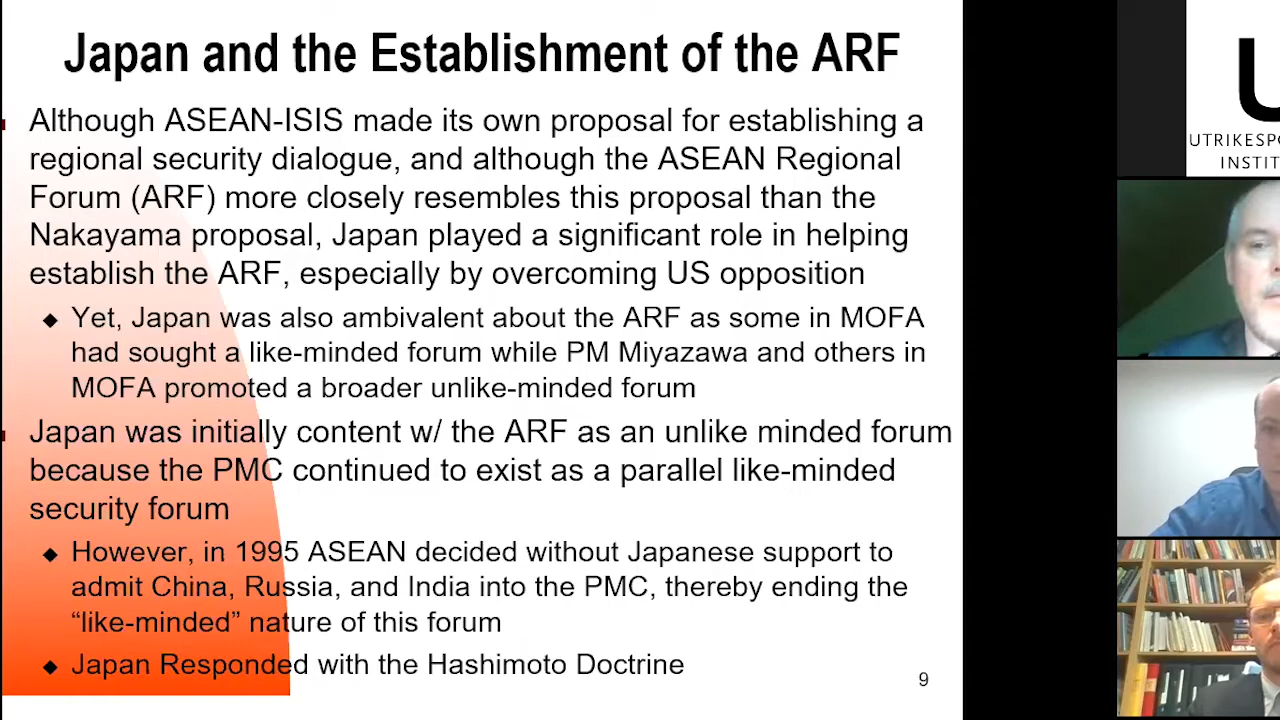 Japan and the Establishment of the ARF
Although ASEAN-ISIS made its own proposal for establishing a
regional security dialogue, and although the ASEAN Regional
Forum (ARF) more closely resembles this proposal than the
Nakayama proposal, Japan played a significant role in helping
establish the ARF, especially by overcoming US opposition
◆ Yet, Japan was also ambivalent about the ARF as some in MOFA
had sought a like-minded forum while PM Miyazawa and others in
MOFA promoted a broader unlike-minded forum
Japan was initially content w/ the ARF as an unlike minded forum
because the PMC continued to exist as a parallel like-minded
security forum
◆ However, in 1995 ASEAN decided without Japanese support to
admit China, Russia, and India into the PMC, thereby ending the
“like-minded” nature of this forum
◆ Japan Responded with the Hashimoto Doctrine
9
U
UTRIKESPO
INSTIT